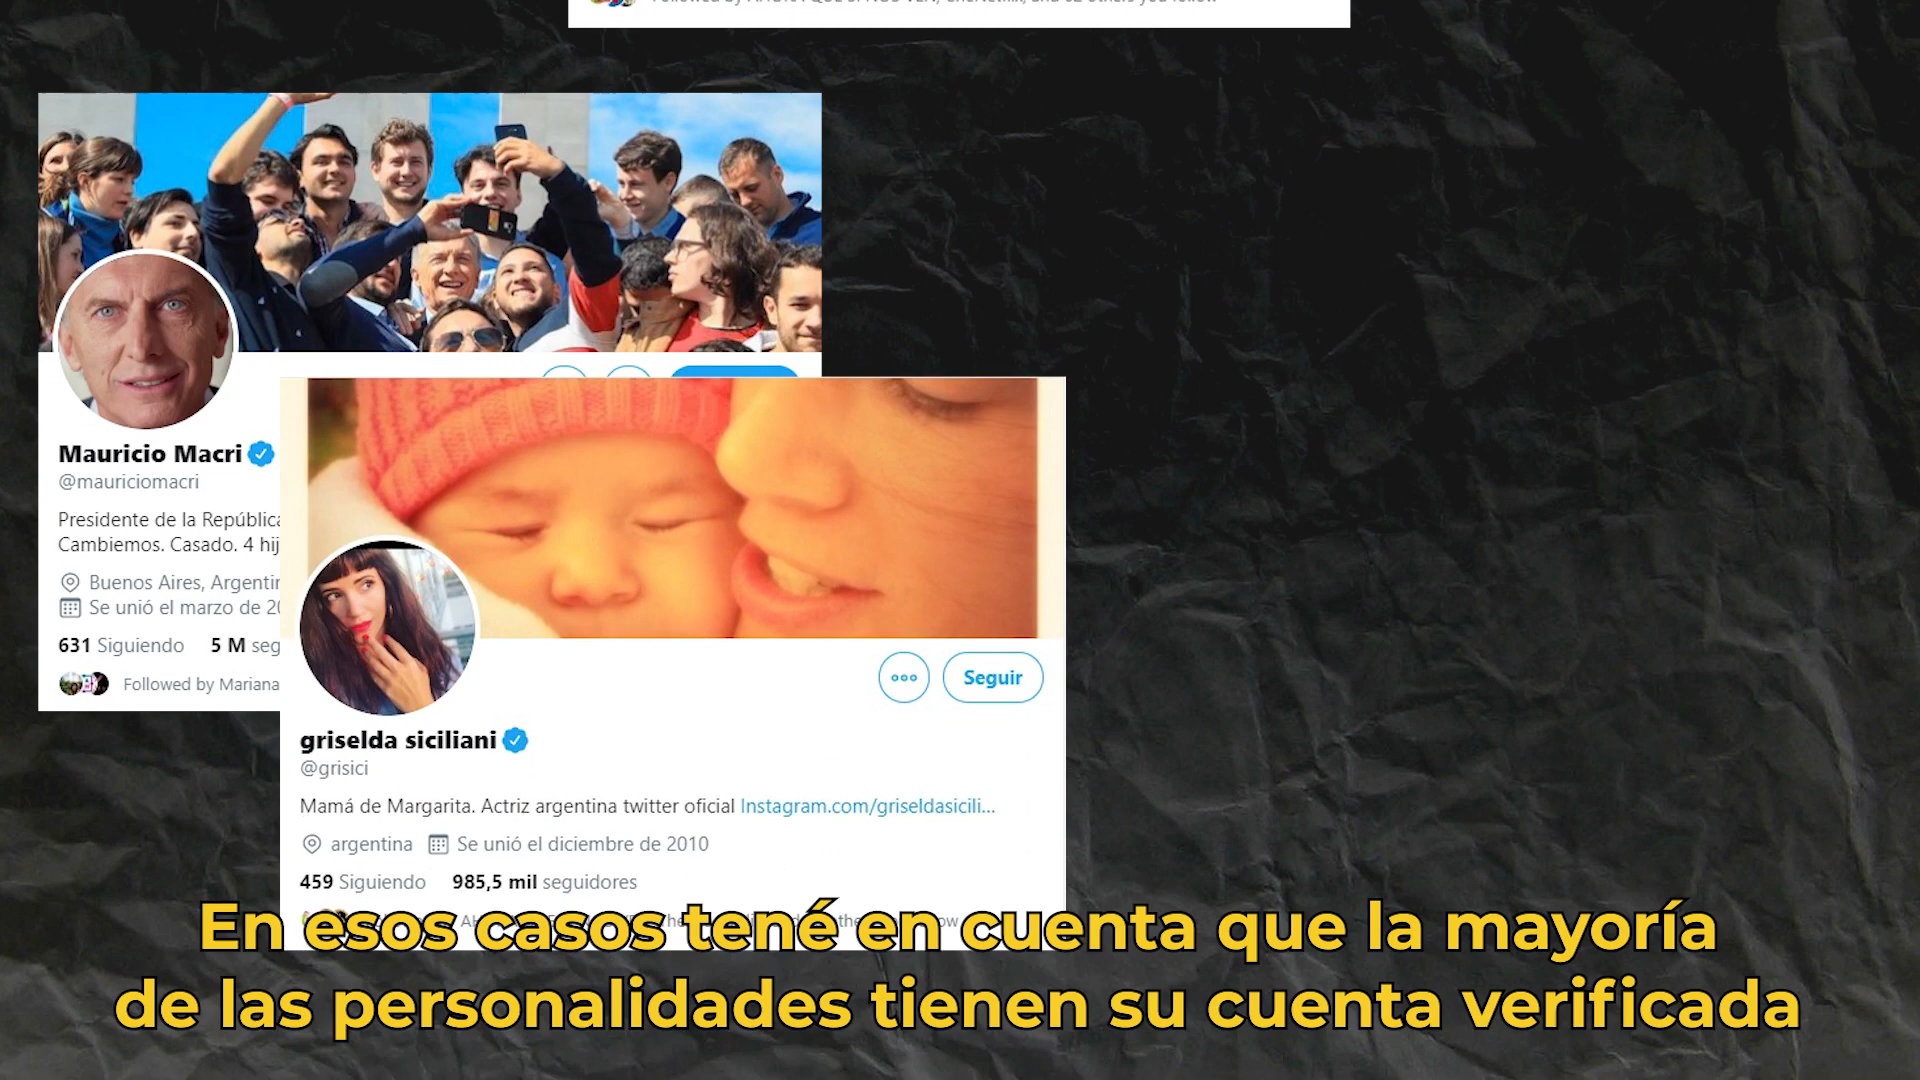 Mauricio Macri
@mauriciomacri
Presidente de la República
Cambiemos. Casado. 4 hij
Buenos Aires, Argentin
Se unió el marzo de 20
631 Siguiendo 5 M seg
Followed by Mariana
Seguir
griselda siciliani
@grisici
Mamá de Margarita. Actriz argentina twitter oficial Instagram.com/griseldasicili...
argentina Se unió el diciembre de 2010
459 Siguiendo 985,5 mil seguidores
En esos casos tené en cuenta que la mayoría
de las personalidades tienen su cuenta verificada